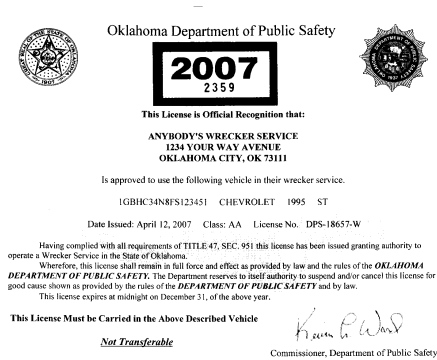 Oklahoma Department of Public Safety
2007
2359
This License is Official Recognition that:
ANYBODY'S WRECKER SERVICE
1234 YOUR WAY AVENUE
OKLAHOMA CITY, OK 73111
Is approved to use the following vehicle in their wrecker service.
1GBHC34N8FS123451 CHEVROLET 1995 ST
Date Issued: April 12, 2007 Class: AA License No. DPS-18657-W
Having complied with all requirements of TITLE 47, SEC. 951 this license has been issued granting authority to
operate a Wrecker Service in the State of Oklahoma.
Wherefore, this license shall remain in full force and effect as provided by law and the rules of the OKLAHOMA
DEPARTMENT OF PUBLIC SAFETY. The Department reserves to itself authority to suspend and/or cancel this license for
good cause shown as provided by the rules of the DEPARTMENT OF PUBLIC SAFETY and by law.
This license expires at midnight on December 31, of the above year.
This License Must be Carried in the Above Described Vehicle
Not Transferable
Commissioner, Department of Public Safety